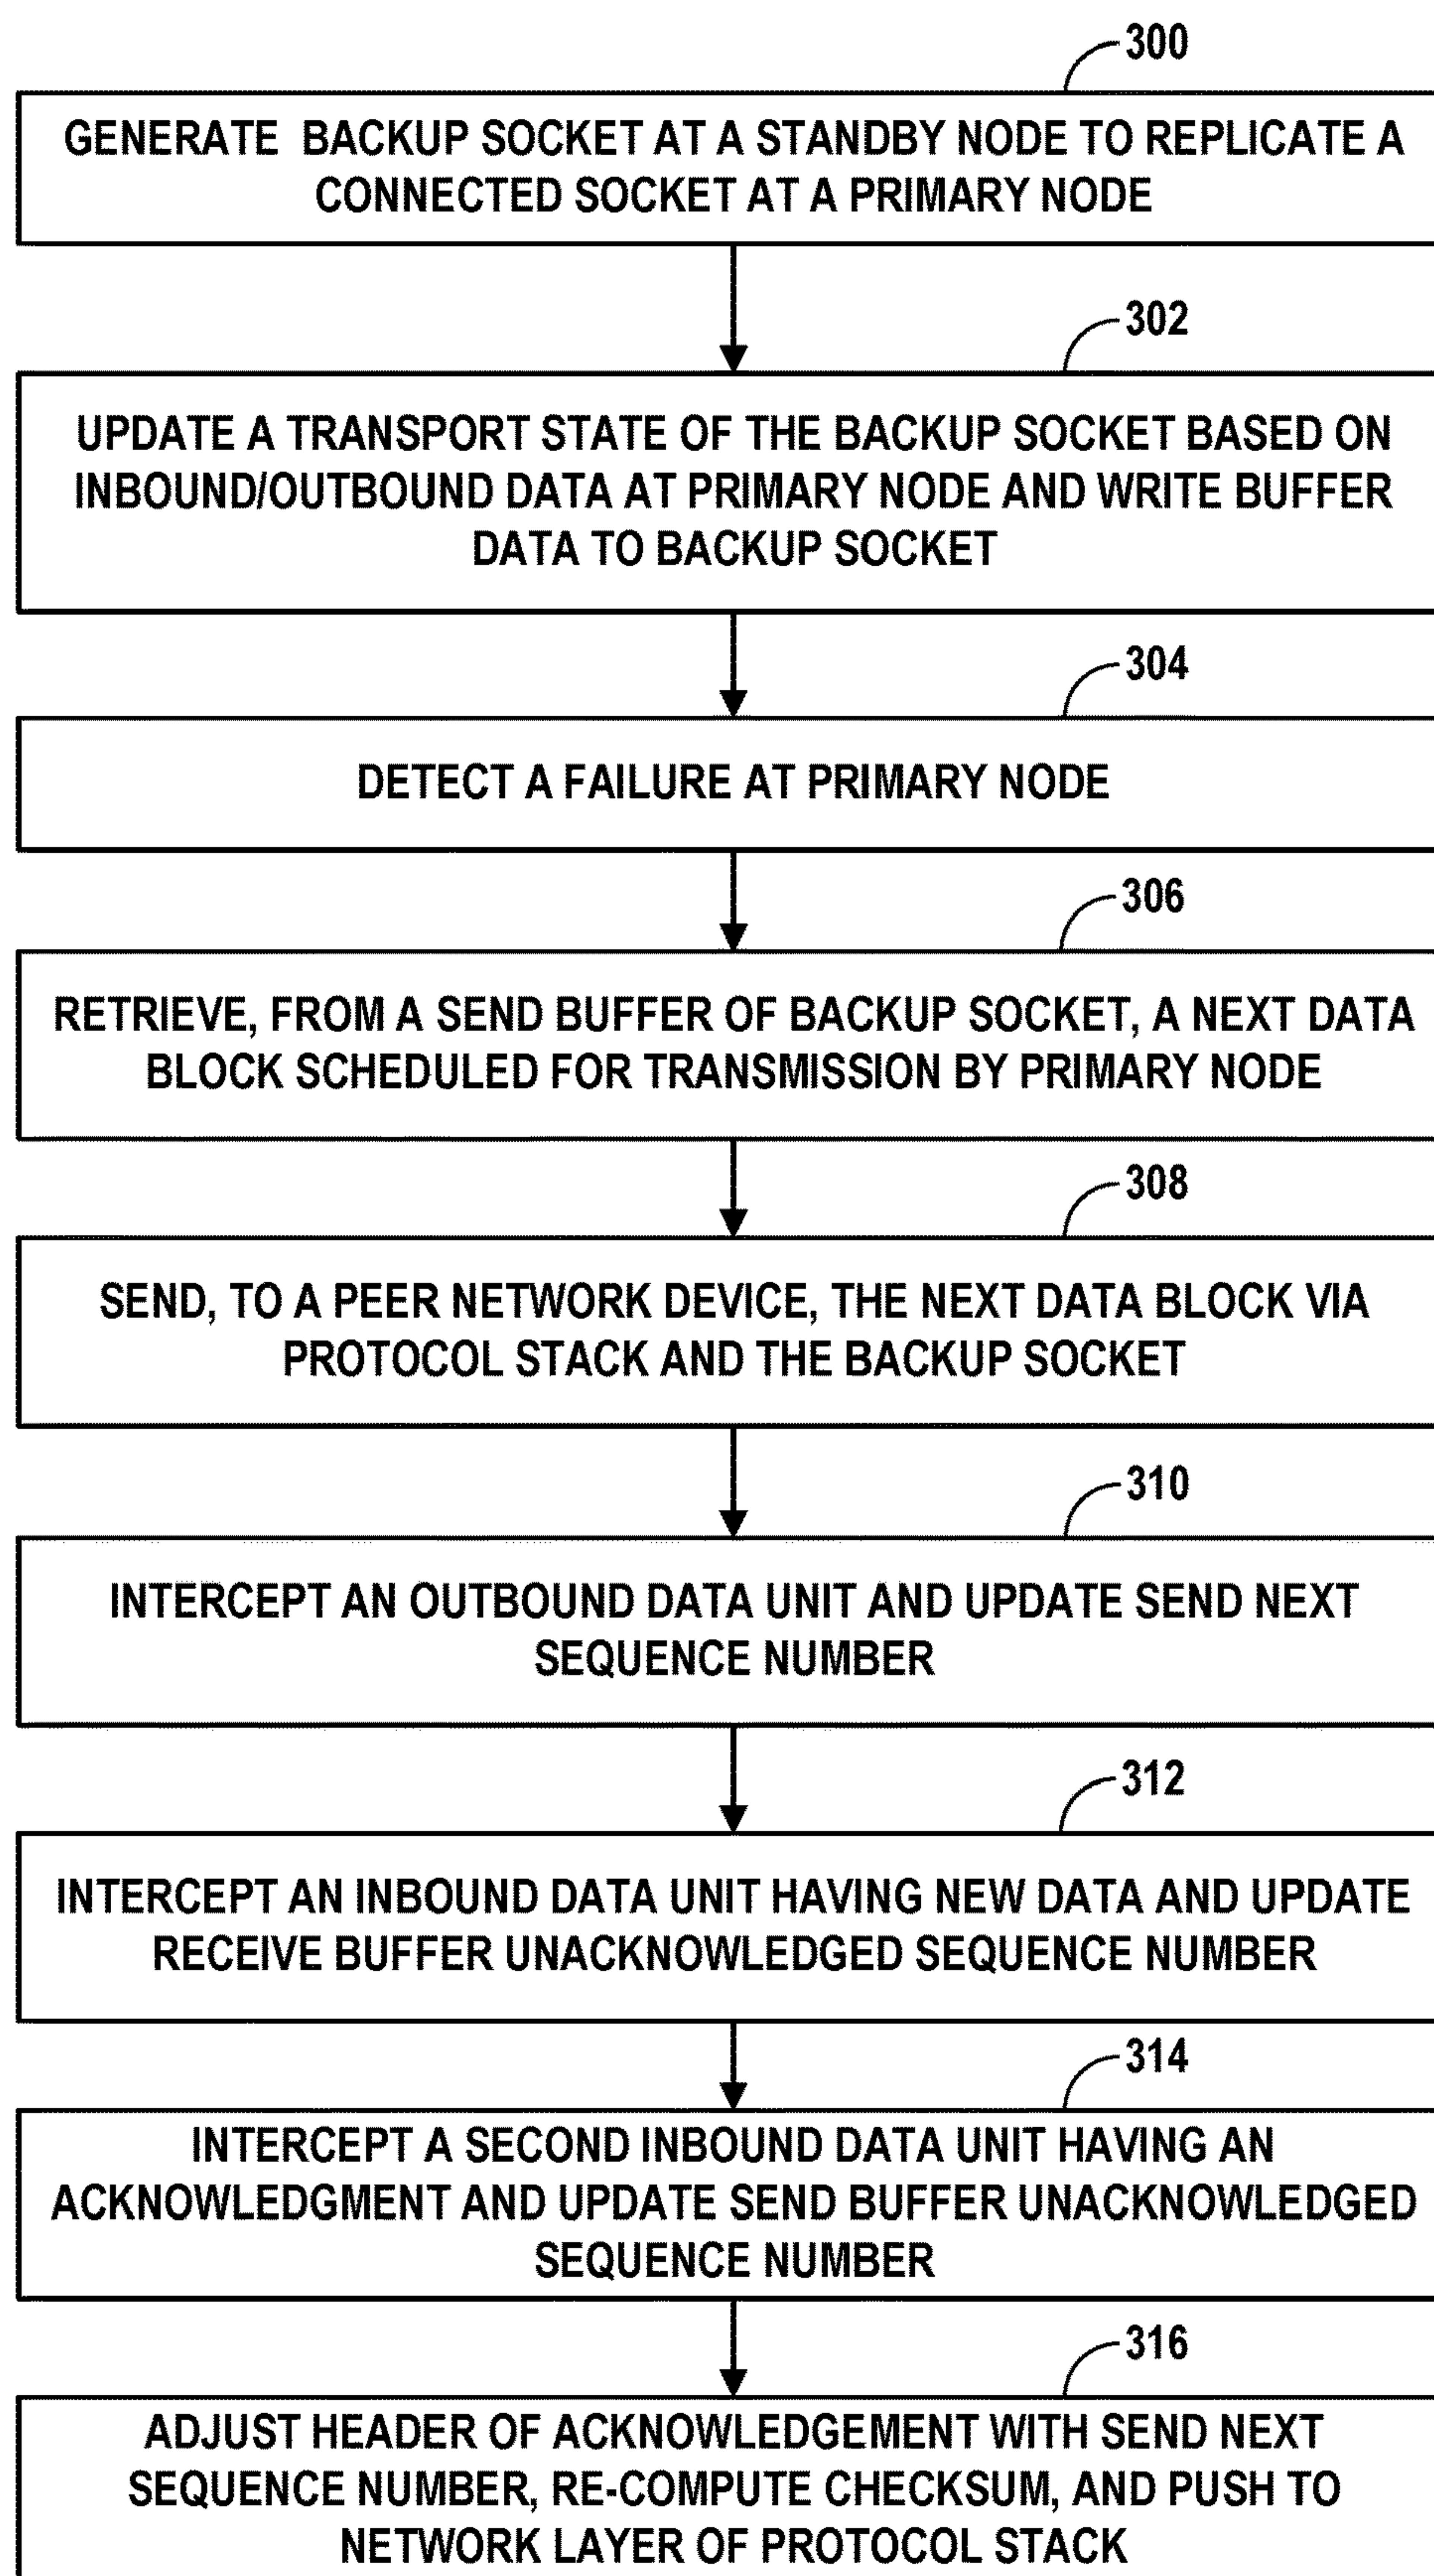 300
GENERATE BACKUP SOCKET AT A STANDBY NODE TO REPLICATE A
CONNECTED SOCKET AT A PRIMARY NODE
302
UPDATE A TRANSPORT STATE OF THE BACKUP SOCKET BASED ON
INBOUND/OUTBOUND DATA AT PRIMARY NODE AND WRITE BUFFER
DATA TO BACKUP SOCKET
304
DETECT A FAILURE AT PRIMARY NODE
306
RETRIEVE, FROM A SEND BUFFER OF BACKUP SOCKET, A NEXT DATA
BLOCK SCHEDULED FOR TRANSMISSION BY PRIMARY NODE
308
SEND, TO A PEER NETWORK DEVICE, THE NEXT DATA BLOCK VIA
PROTOCOL STACK AND THE BACKUP SOCKET
310
INTERCEPT AN OUTBOUND DATA UNIT AND UPDATE SEND NEXT
SEQUENCE NUMBER
312
INTERCEPT AN INBOUND DATA UNIT HAVING NEW DATA AND UPDATE
RECEIVE BUFFER UNACKNOWLEDGED SEQUENCE NUMBER
314
INTERCEPT A SECOND INBOUND DATA UNIT HAVING AN
ACKNOWLEDGMENT AND UPDATE SEND BUFFER UNACKNOWLEDGED
SEQUENCE NUMBER
316
ADJUST HEADER OF ACKNOWLEDGEMENT WITH SEND NEXT
SEQUENCE NUMBER, RE-COMPUTE CHECKSUM, AND PUSH TO
NETWORK LAYER OF PROTOCOL STACK